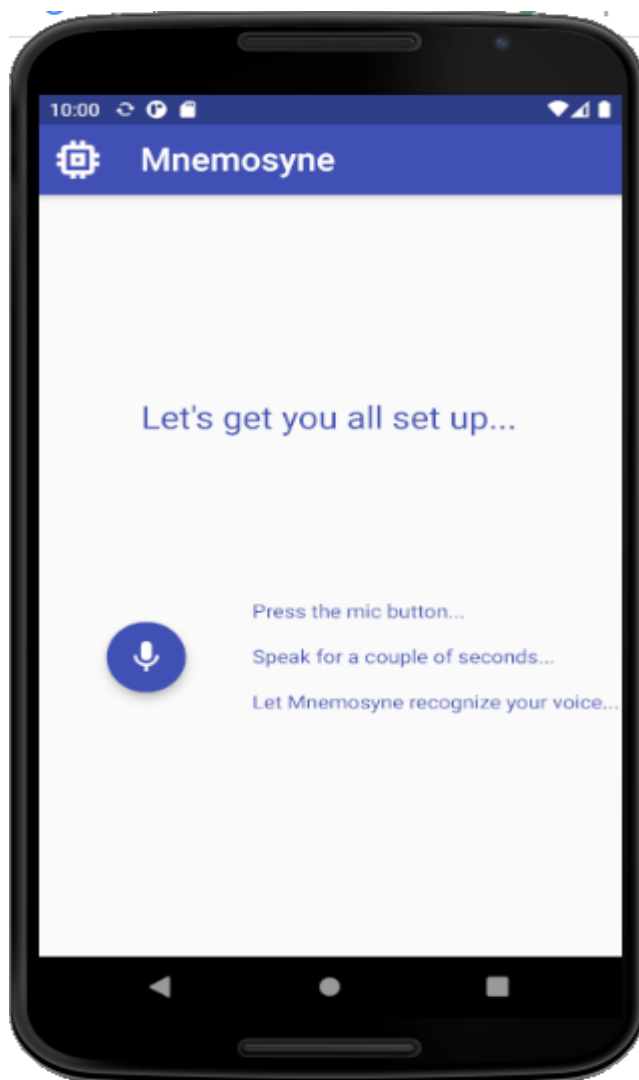 10:00
Mnemosyne
Let's get you all set up...
Press the mic button...
Speak for a couple of seconds...
Let Mnemosyne recognize your voice...